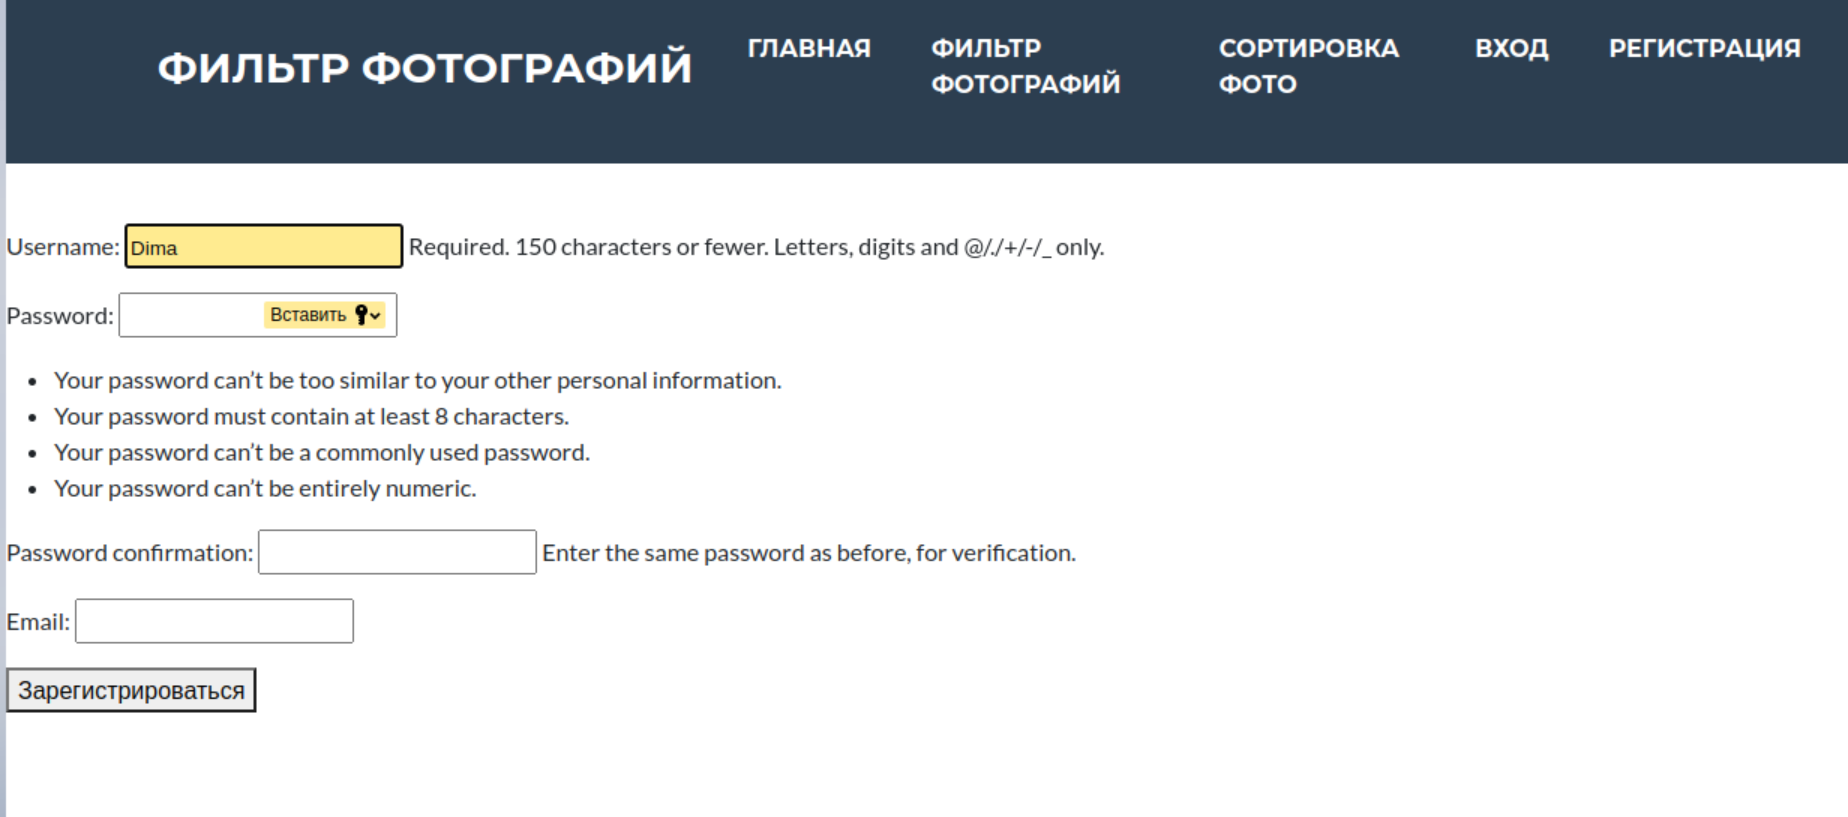 ФИЛЬТР ФОТОГРАФИЙ
ГЛАВНАЯ
ФИЛЬТР
ФОТОГРАФИЙ
СОРТИРОВКА
ФОТО
ВХОД
РЕГИСТРАЦИЯ
Username: Dima Required. 150 characters or fewer. Letters, digits and @/./+/-/_ only.
Password: Вставить
• Your password can’t be too similar to your other personal information.
• Your password must contain at least 8 characters.
• Your password can’t be a commonly used password.
• Your password can’t be entirely numeric.
Password confirmation: Enter the same password as before, for verification.
Email:
Зарегистрироваться